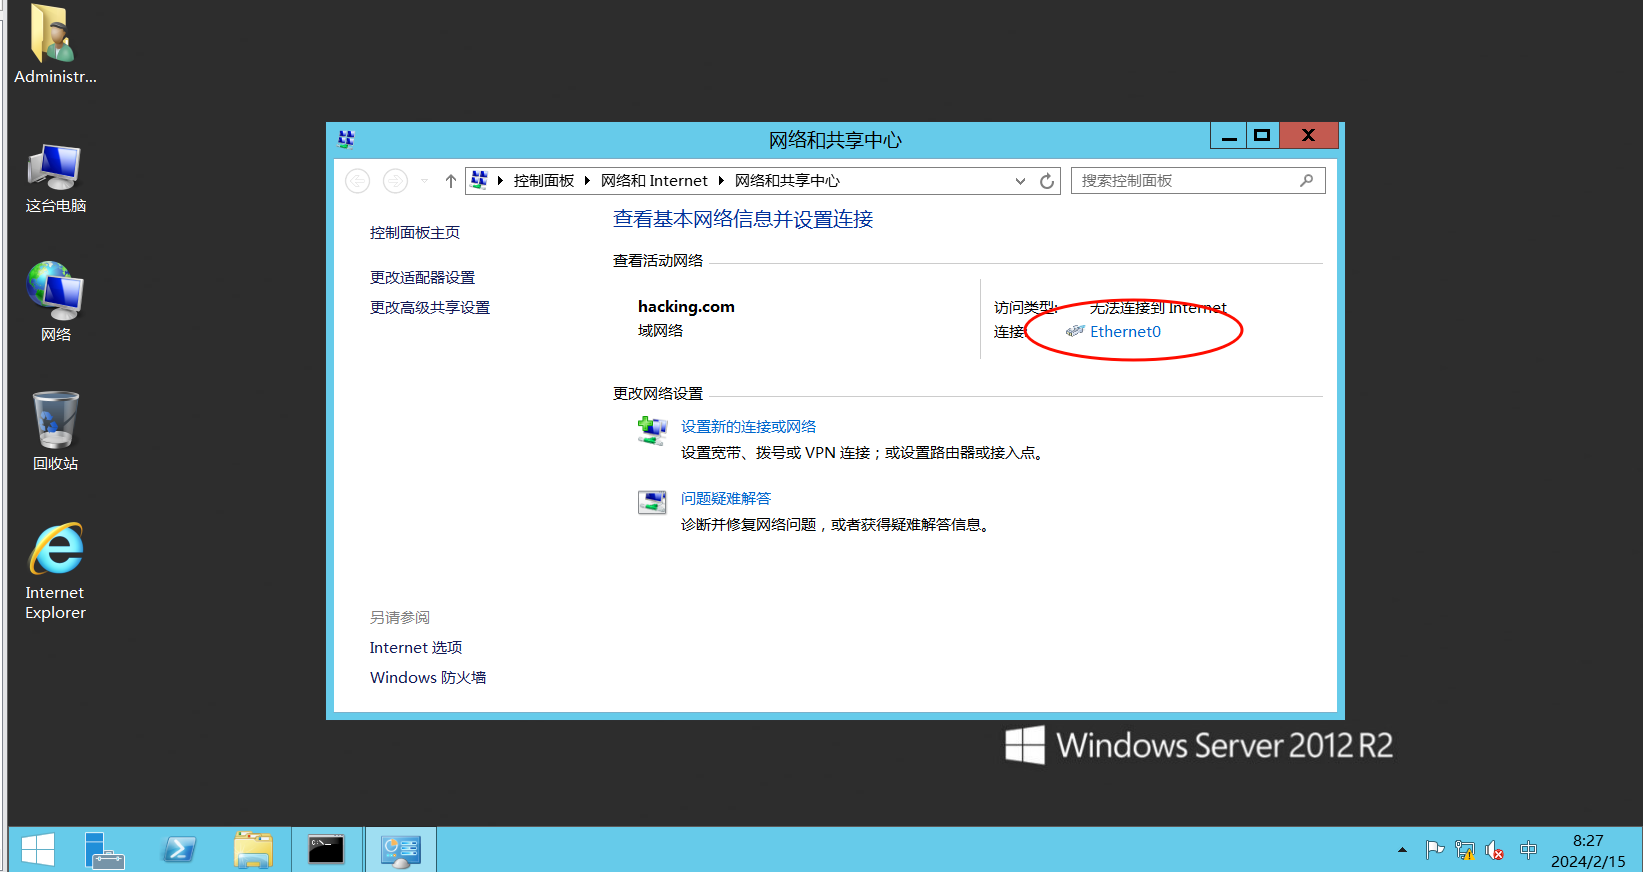 Administr...
这台电脑
网络
回收站
Internet
Explorer
网络和共享中心
控制面板 网络和 Internet 网络和共享中心
搜索控制面板
控制面板主页
更改适配器设置
更改高级共享设置
查看基本网络信息并设置连接
查看活动网络
hacking.com
域网络
访问类型: 无法连接到 Internet
连接 Ethernet0
更改网络设置
设置新的连接或网络
设置宽带、拨号或 VPN 连接；或设置路由器或接入点。
问题疑难解答
诊断并修复网络问题，或者获得疑难解答信息。
另请参阅
Internet 选项
Windows 防火墙
Windows Server 2012 R2
C:\_
中
8:27
2024/2/15